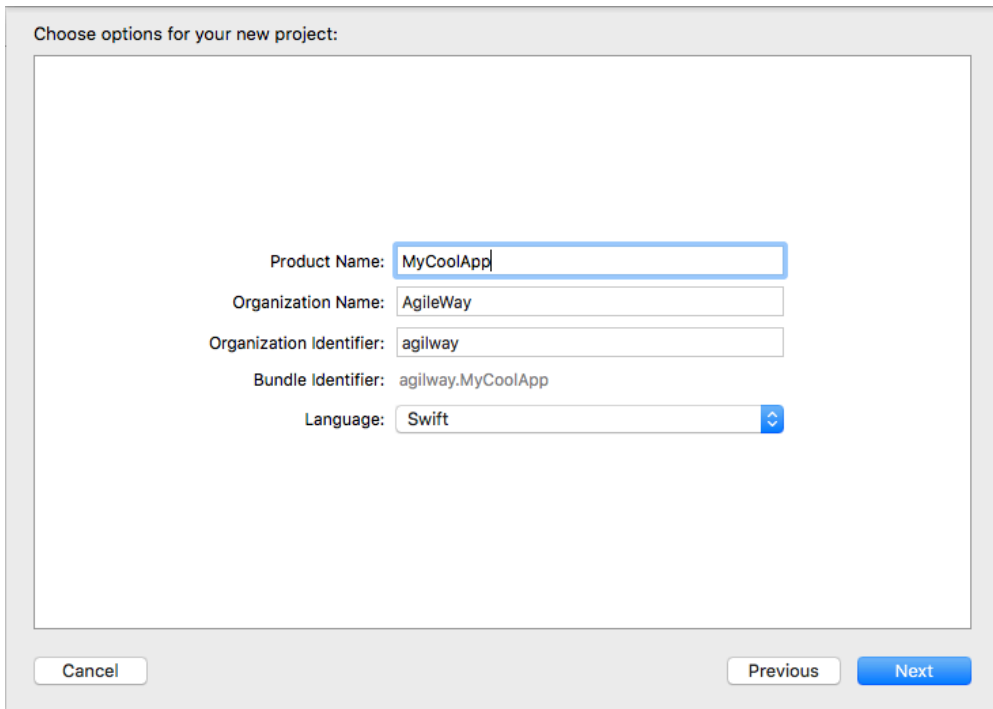 Choose options for your new project:
Product Name: MyCoolApp
Organization Name: AgileWay
Organization Identifier: agilway
Bundle Identifier: agilway.MyCoolApp
Language: Swift
Cancel Previous Next